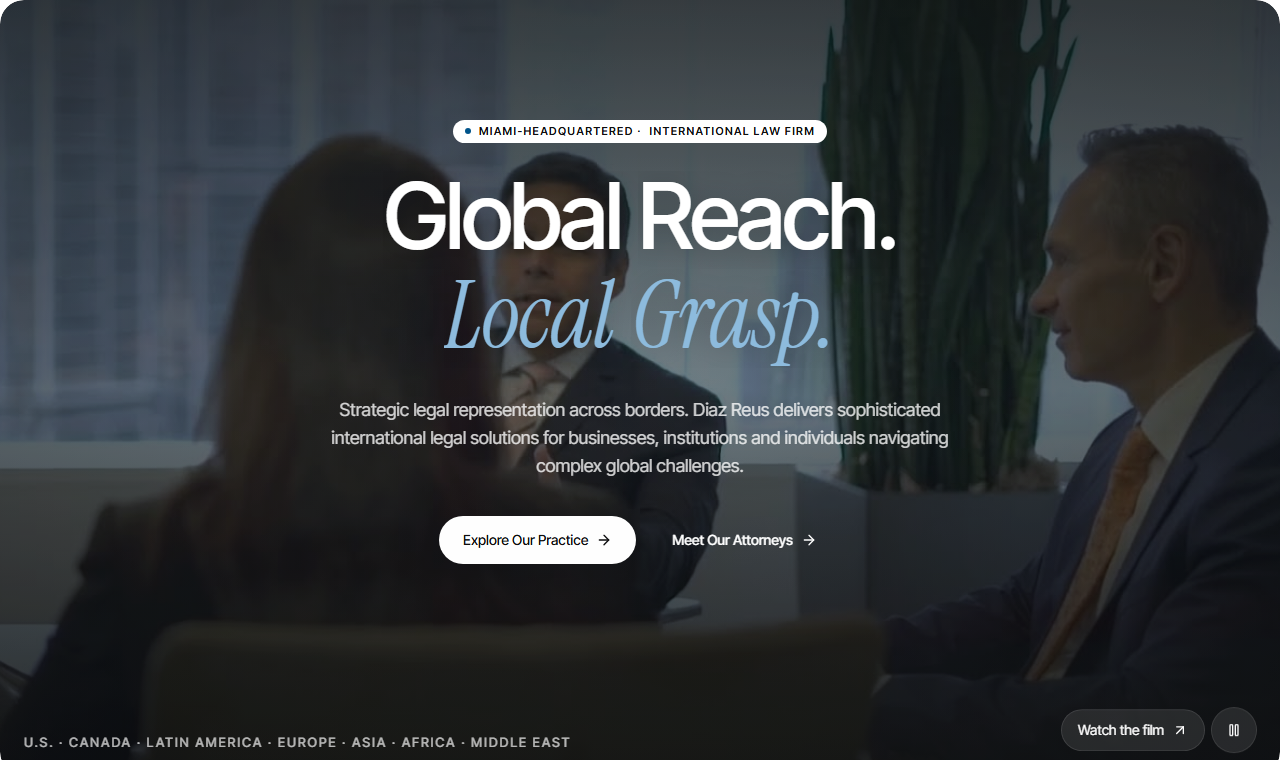 MIAMI-HEADQUARTERED · INTERNATIONAL LAW FIRM
Global Reach.
Local Grasp.
Strategic legal representation across borders. Diaz Reus delivers sophisticated
international legal solutions for businesses, institutions and individuals navigating
complex global challenges.
Explore Our Practice →
Meet Our Attorneys →
U.S. · CANADA · LATIN AMERICA · EUROPE · ASIA · AFRICA · MIDDLE EAST
Watch the film ↗